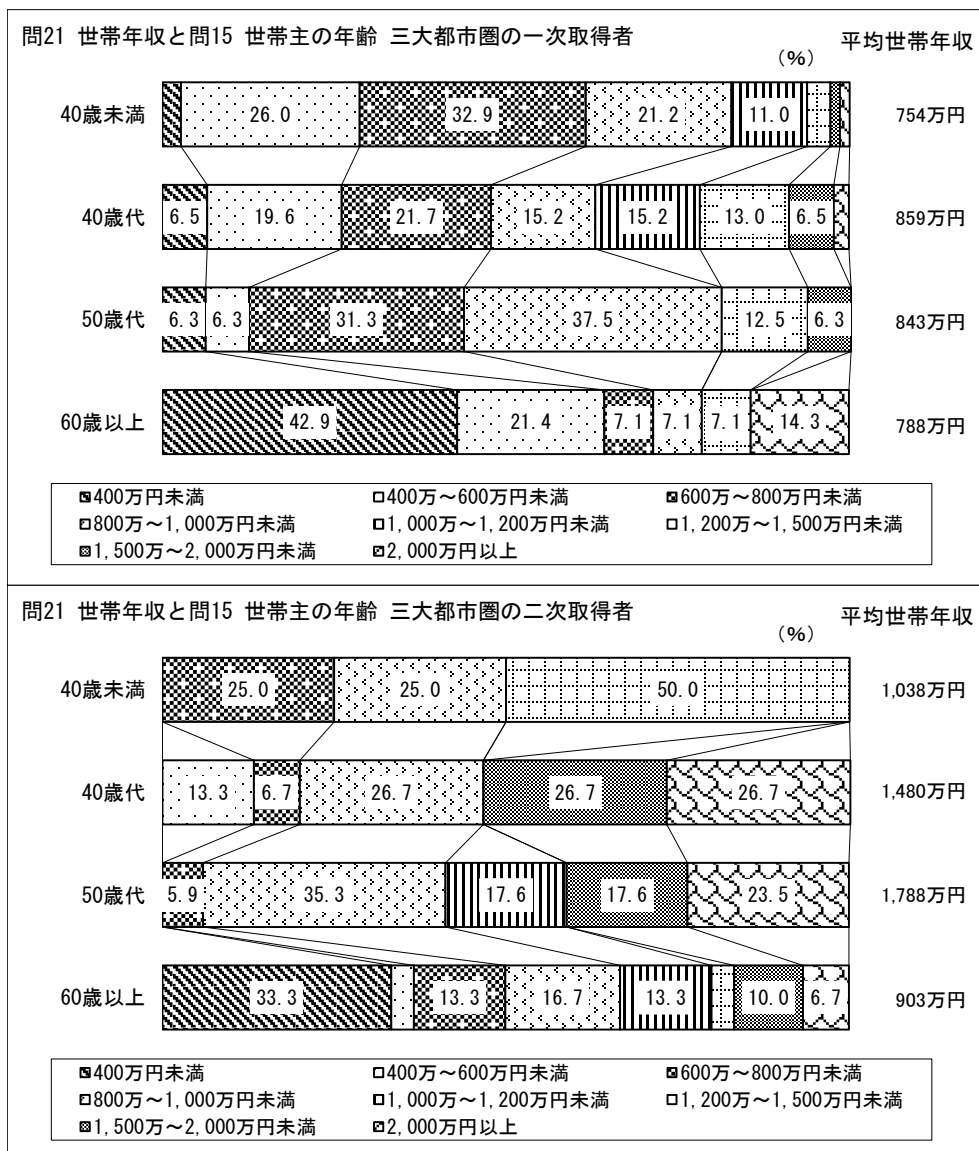 問21 世帯年収と問15 世帯主の年齢 三大都市圏の一次取得者 平均世帯年収
(%)
40歳未満 26.0 32.9 21.2 11.0 754万円
40歳代 6.5 19.6 21.7 15.2 15.2 13.0 6.5 859万円
50歳代 6.3 6.3 31.3 37.5 12.5 6.3 843万円
60歳以上 42.9 21.4 7.1 7.1 7.1 14.3 788万円
400万円未満 400万~600万円未満 600万~800万円未満
800万~1,000万円未満 1,000万~1,200万円未満 1,200万~1,500万円未満
1,500万~2,000万円未満 2,000万円以上
問21 世帯年収と問15 世帯主の年齢 三大都市圏の二次取得者 平均世帯年収
(%)
40歳未満 25.0 25.0 50.0 1,038万円
40歳代 13.3 6.7 26.7 26.7 26.7 1,480万円
50歳代 5.9 35.3 17.6 17.6 23.5 1,788万円
60歳以上 33.3 13.3 16.7 13.3 10.0 6.7 903万円
400万円未満 400万~600万円未満 600万~800万円未満
800万~1,000万円未満 1,000万~1,200万円未満 1,200万~1,500万円未満
1,500万~2,000万円未満 2,000万円以上